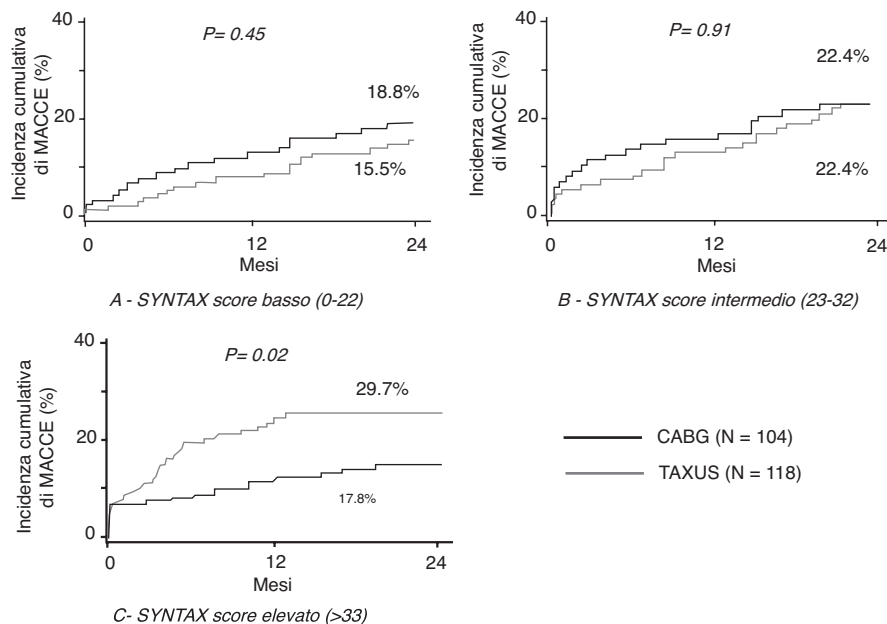 40
P= 0.45
Incidenza cumulativa
di MACCE (%)
20
18.8%
15.5%
0
0
12
24
Mesi
A - SYNTAX score basso (0-22)
40
P= 0.91
22.4%
Incidenza cumulativa
di MACCE (%)
20
22.4%
0
0
12
24
Mesi
B - SYNTAX score intermedio (23-32)
40
P= 0.02
29.7%
Incidenza cumulativa
di MACCE (%)
20
17.8%
0
0
12
24
Mesi
C- SYNTAX score elevato (>33)
CABG (N = 104)
TAXUS (N = 118)